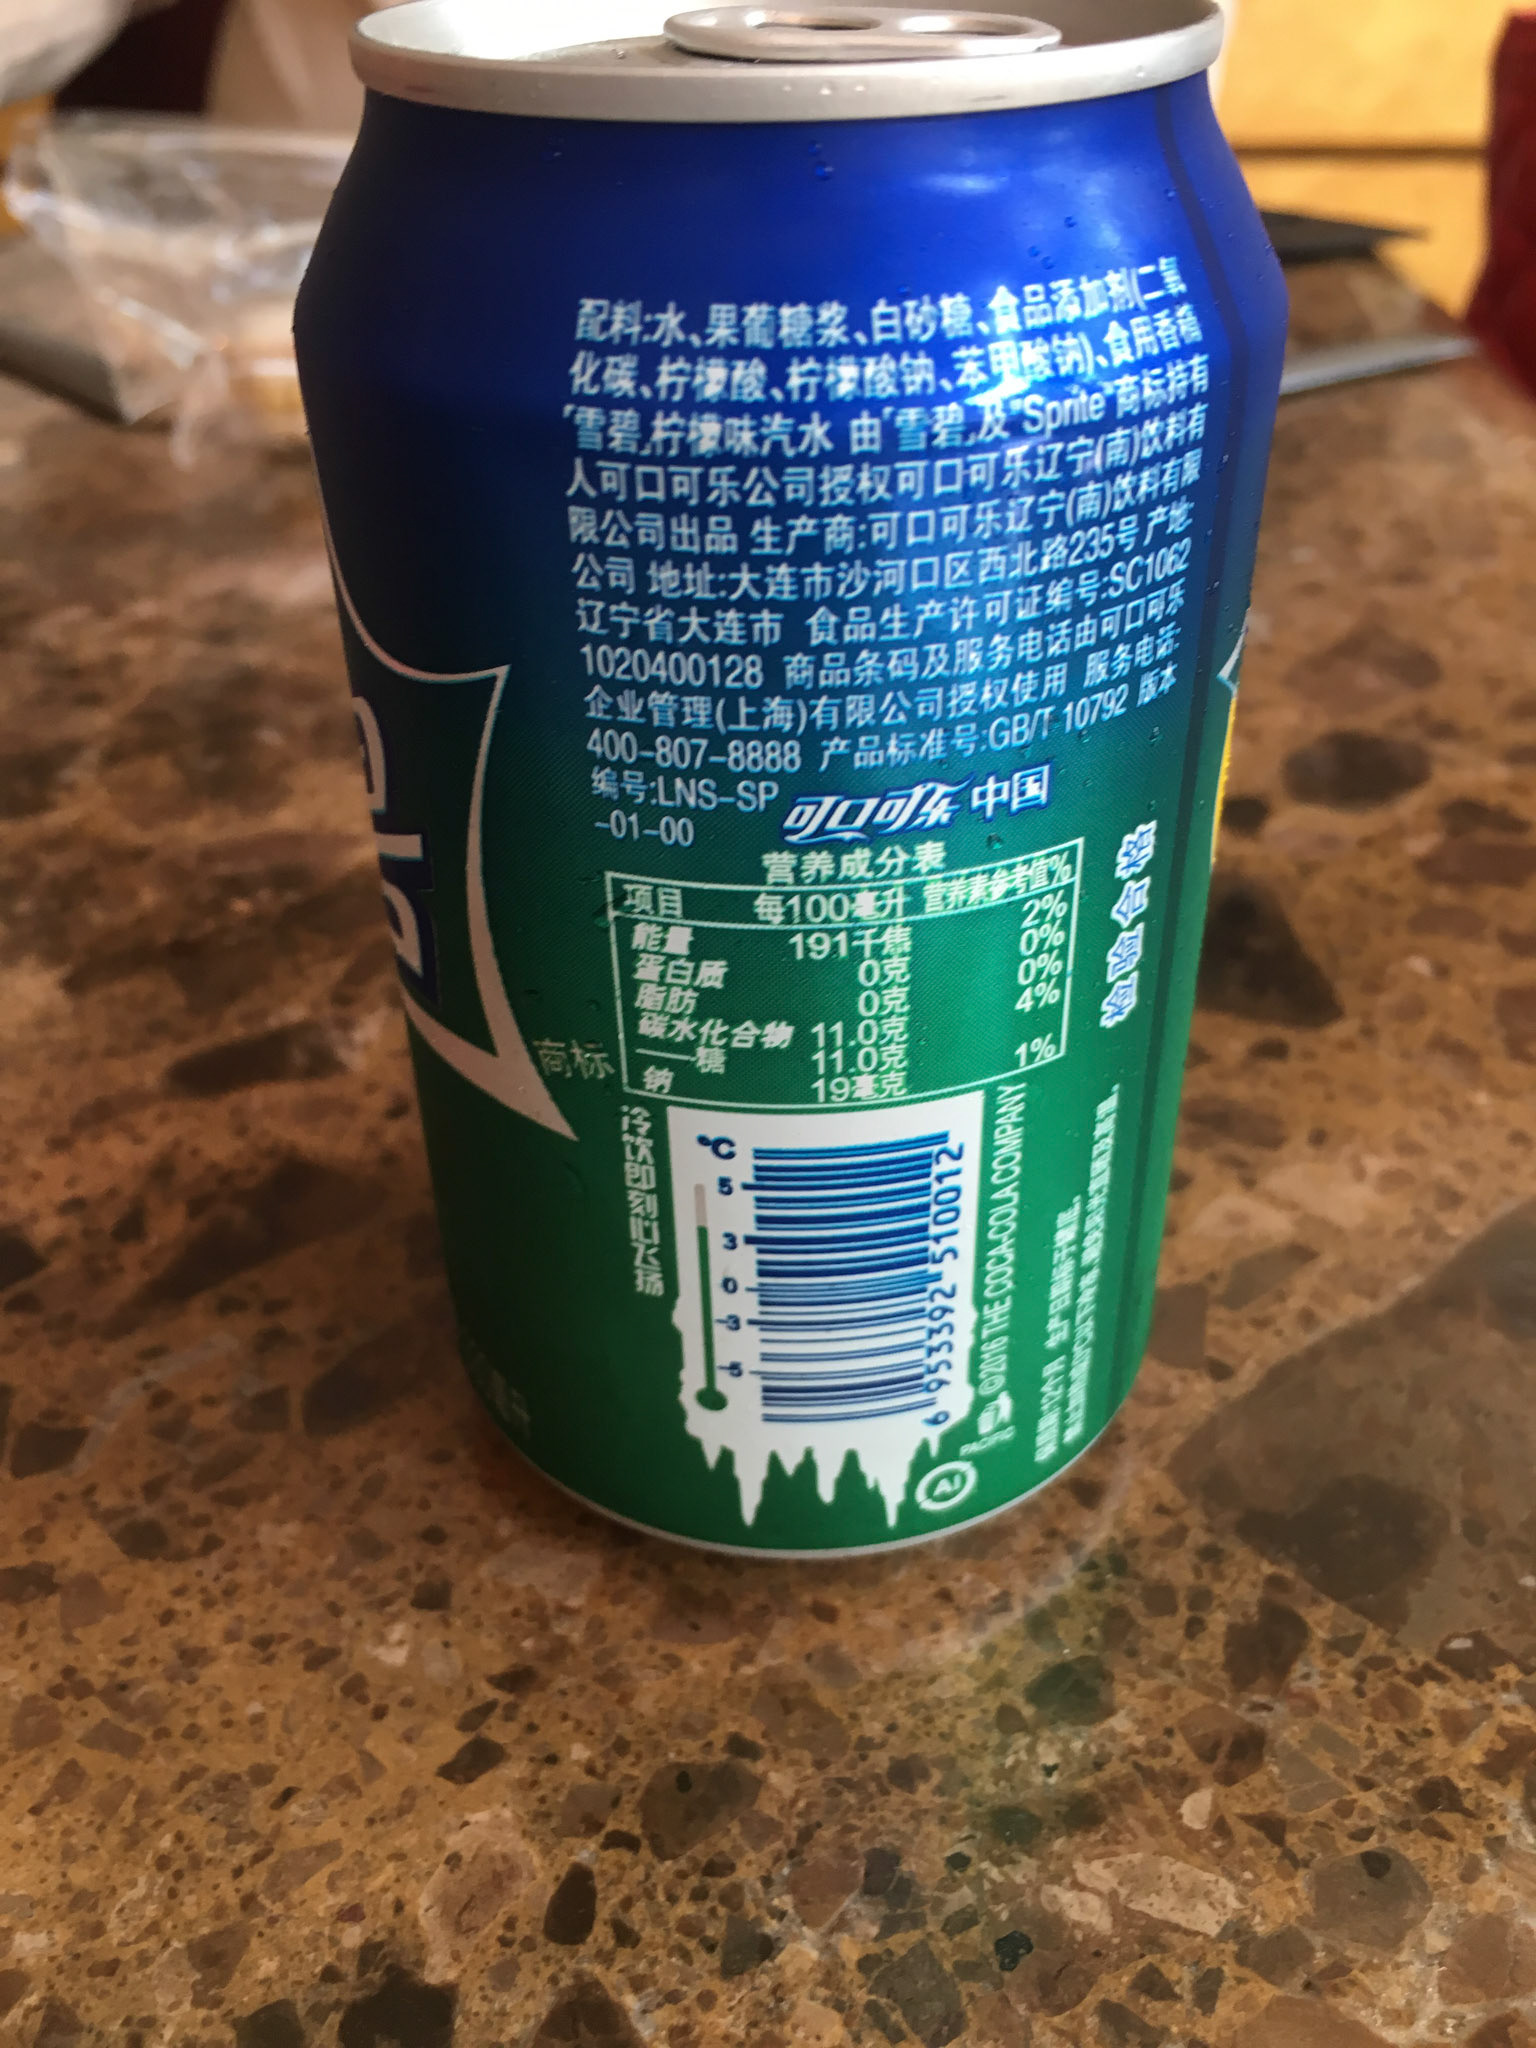 配料:水、果葡糖浆、白砂糖、食品添加剂(二氧
化碳、柠檬酸、柠檬酸钠、苯甲酸钠)、食用香精
「雪碧」柠檬味汽水 由「雪碧」及"Sprite"商标持有
人可口可乐公司授权可口可乐辽宁(南)饮料有
限公司出品 生产商:可口可乐辽宁(南)饮料有限
公司 地址:大连市沙河口区西北路235号 产地:
辽宁省大连市 食品生产许可证编号:SC1062
1020400128 商品条码及服务电话由可口可乐
企业管理(上海)有限公司授权使用 服务电话:
400-807-8888 产品标准号:GB/T 10792 版本
编号:LNS-SP
-01-00
可口可乐 中国
营养成分表
项目 每100毫升 营养素参考值%
能量 191千焦 2%
蛋白质 0克 0%
脂肪 0克 0%
碳水化合物 11.0克 4%
——糖 11.0克
钠 19毫克 1%
检验合格
商标
冷饮即刻心飞扬
°C
5
3
0
-3
-5
6 953392 510012
©2016 THE COCA-COLA COMPANY